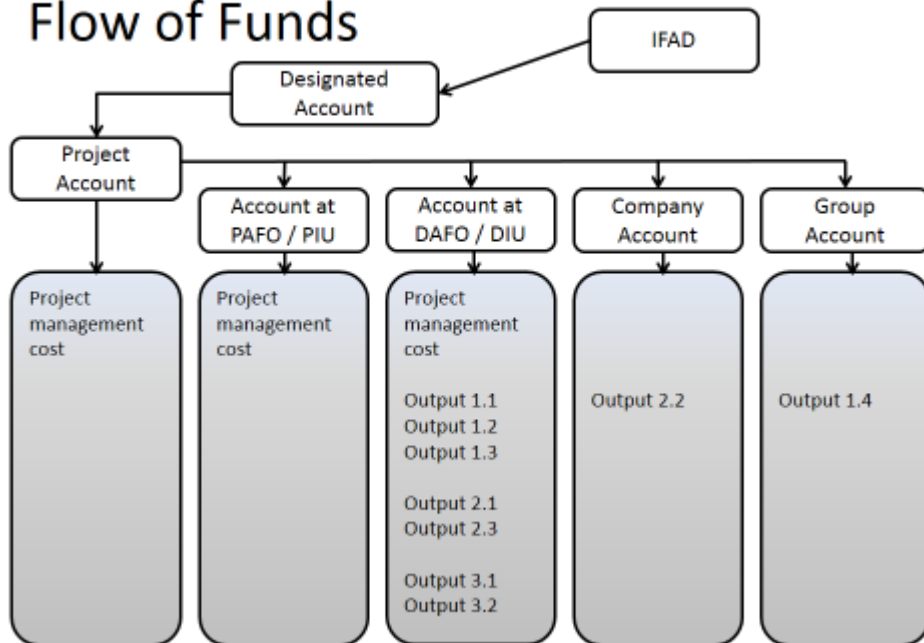 Flow of Funds
IFAD
Designated
Account
Project
Account
Account at
PAFO / PIU
Account at
DAFO / DIU
Company
Account
Group
Account
Project
management
cost
Project
management
cost
Project
management
cost
Output 1.1
Output 1.2
Output 1.3
Output 2.1
Output 2.3
Output 3.1
Output 3.2
Output 2.2
Output 1.4